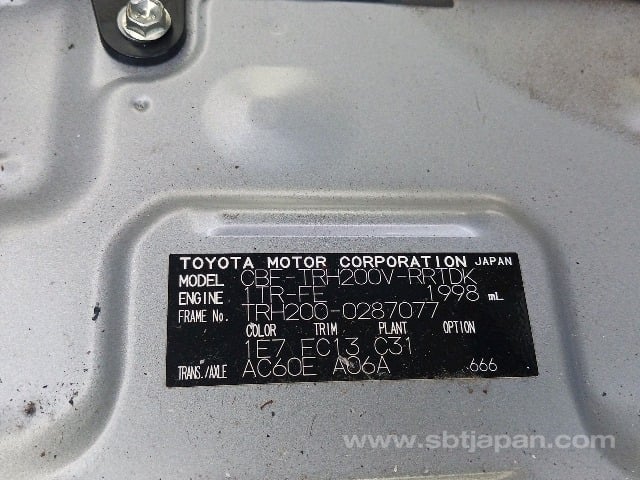 TOYOTA MOTOR CORPORATION JAPAN
MODEL CBF-TRH200V-RRTDK
ENGINE 1TR-FE 1998 mL
FRAME No. TRH200-0287077
COLOR TRIM PLANT OPTION
1E7 FC13 C31
TRANS./AXLE AC60E A06A .666
www.sbtjapan.com